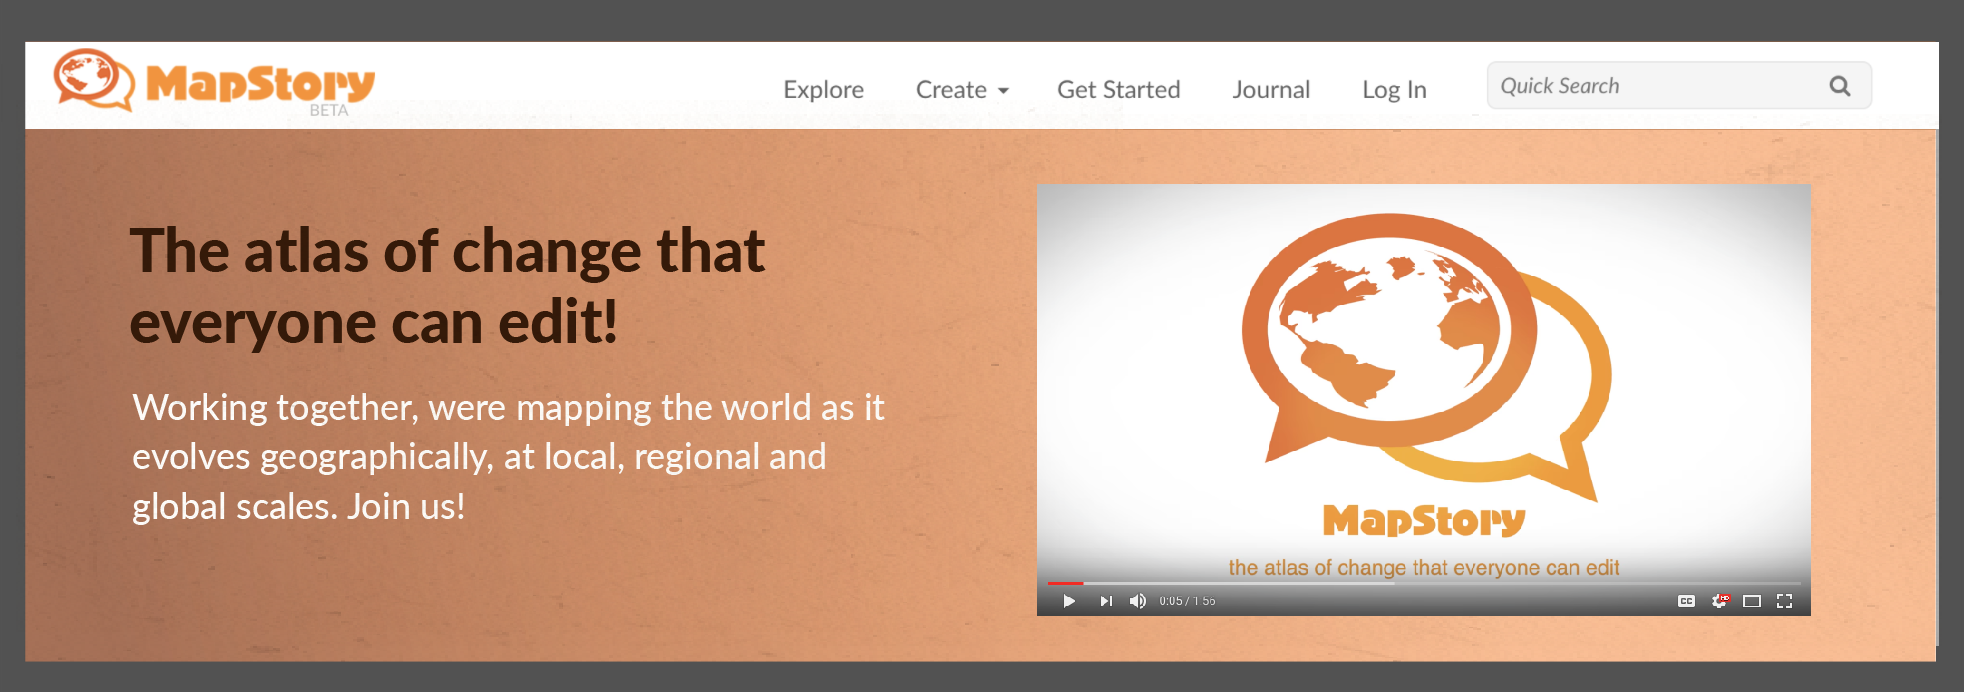 MapStory
BETA
Explore
Create
Get Started
Journal
Log In
Quick Search
The atlas of change that
everyone can edit!
Working together, were mapping the world as it
evolves geographically, at local, regional and
global scales. Join us!
MapStory
the atlas of change that everyone can edit
0:05 / 1:56
CC
HD